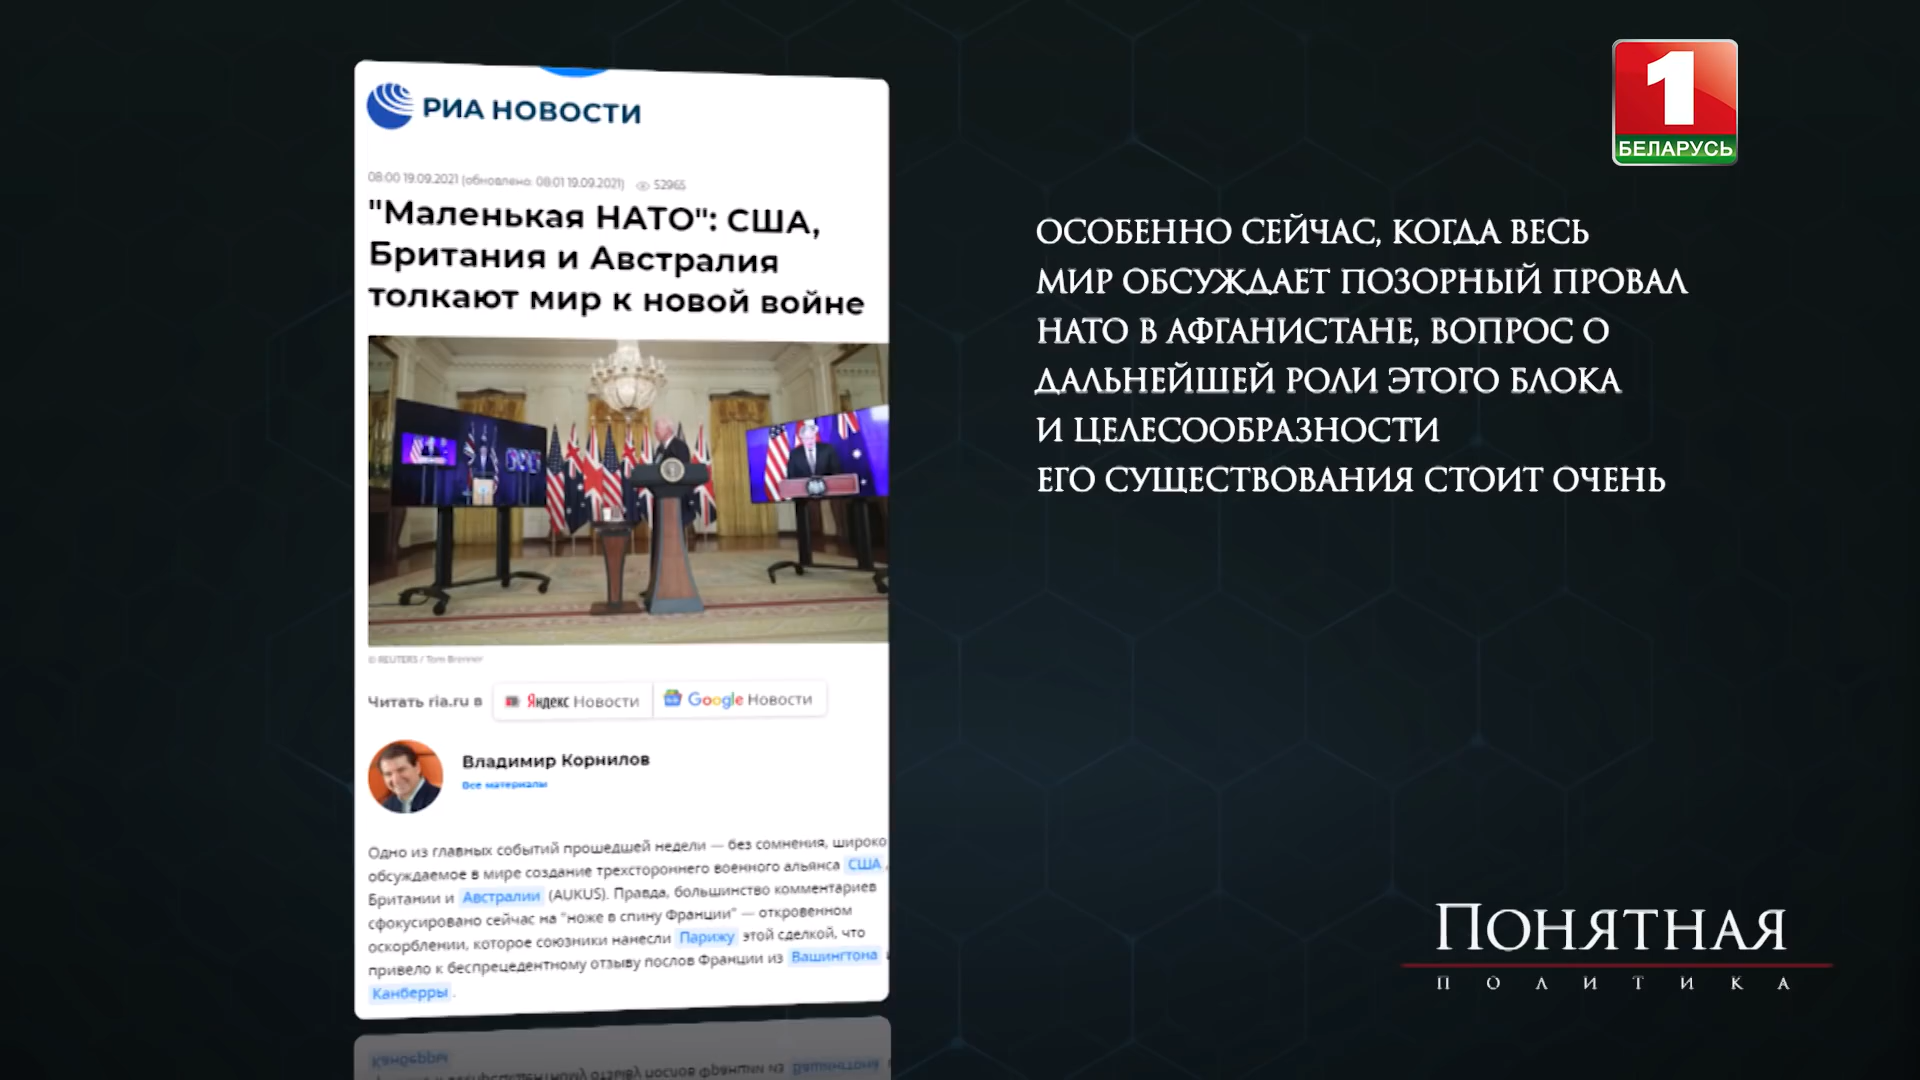 РИА НОВОСТИ
08:00 19.09.2021 (обновлено: 08:01 19.09.2021) 52965
"Маленькая НАТО": США,
Британия и Австралия
толкают мир к новой войне
© REUTERS / Tom Brenner
Читать ria.ru в Яндекс Новости Google Новости
Владимир Корнилов
Все материалы
Одно из главных событий прошедшей недели — без сомнения, широко
обсуждаемое в мире создание трехстороннего военного альянса США,
Британии и Австралии (AUKUS). Правда, большинство комментариев
сфокусировано сейчас на "ноже в спину Франции" — откровенном
оскорблении, которое союзники нанесли Парижу этой сделкой, что
привело к беспрецедентному отзыву послов Франции из Вашингтона и
Канберры.
1
БЕЛАРУСЬ
ОСОБЕННО СЕЙЧАС, КОГДА ВЕСЬ
МИР ОБСУЖДАЕТ ПОЗОРНЫЙ ПРОВАЛ
НАТО В АФГАНИСТАНЕ, ВОПРОС О
ДАЛЬНЕЙШЕЙ РОЛИ ЭТОГО БЛОКА
И ЦЕЛЕСООБРАЗНОСТИ
ЕГО СУЩЕСТВОВАНИЯ СТОИТ ОЧЕНЬ
ПОНЯТНАЯ
ПОЛИТИКА